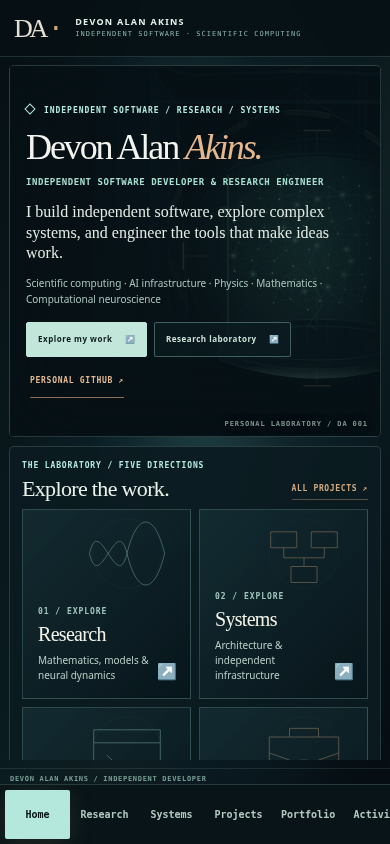 DA
DEVON ALAN AKINS
INDEPENDENT SOFTWARE · SCIENTIFIC COMPUTING
INDEPENDENT SOFTWARE / RESEARCH / SYSTEMS
Devon Alan Akins.
INDEPENDENT SOFTWARE DEVELOPER & RESEARCH ENGINEER
I build independent software, explore complex
systems, and engineer the tools that make ideas
work.
Scientific computing · AI infrastructure · Physics · Mathematics ·
Computational neuroscience
Explore my work ↗
Research laboratory ↗
PERSONAL GITHUB ↗
PERSONAL LABORATORY / DA 001
THE LABORATORY / FIVE DIRECTIONS
Explore the work.
ALL PROJECTS ↗
01 / EXPLORE
Research
Mathematics, models &
neural dynamics
↗
02 / EXPLORE
Systems
Architecture &
independent
infrastructure
↗
DEVON ALAN AKINS / INDEPENDENT DEVELOPER
Home Research Systems Projects Portfolio Activi